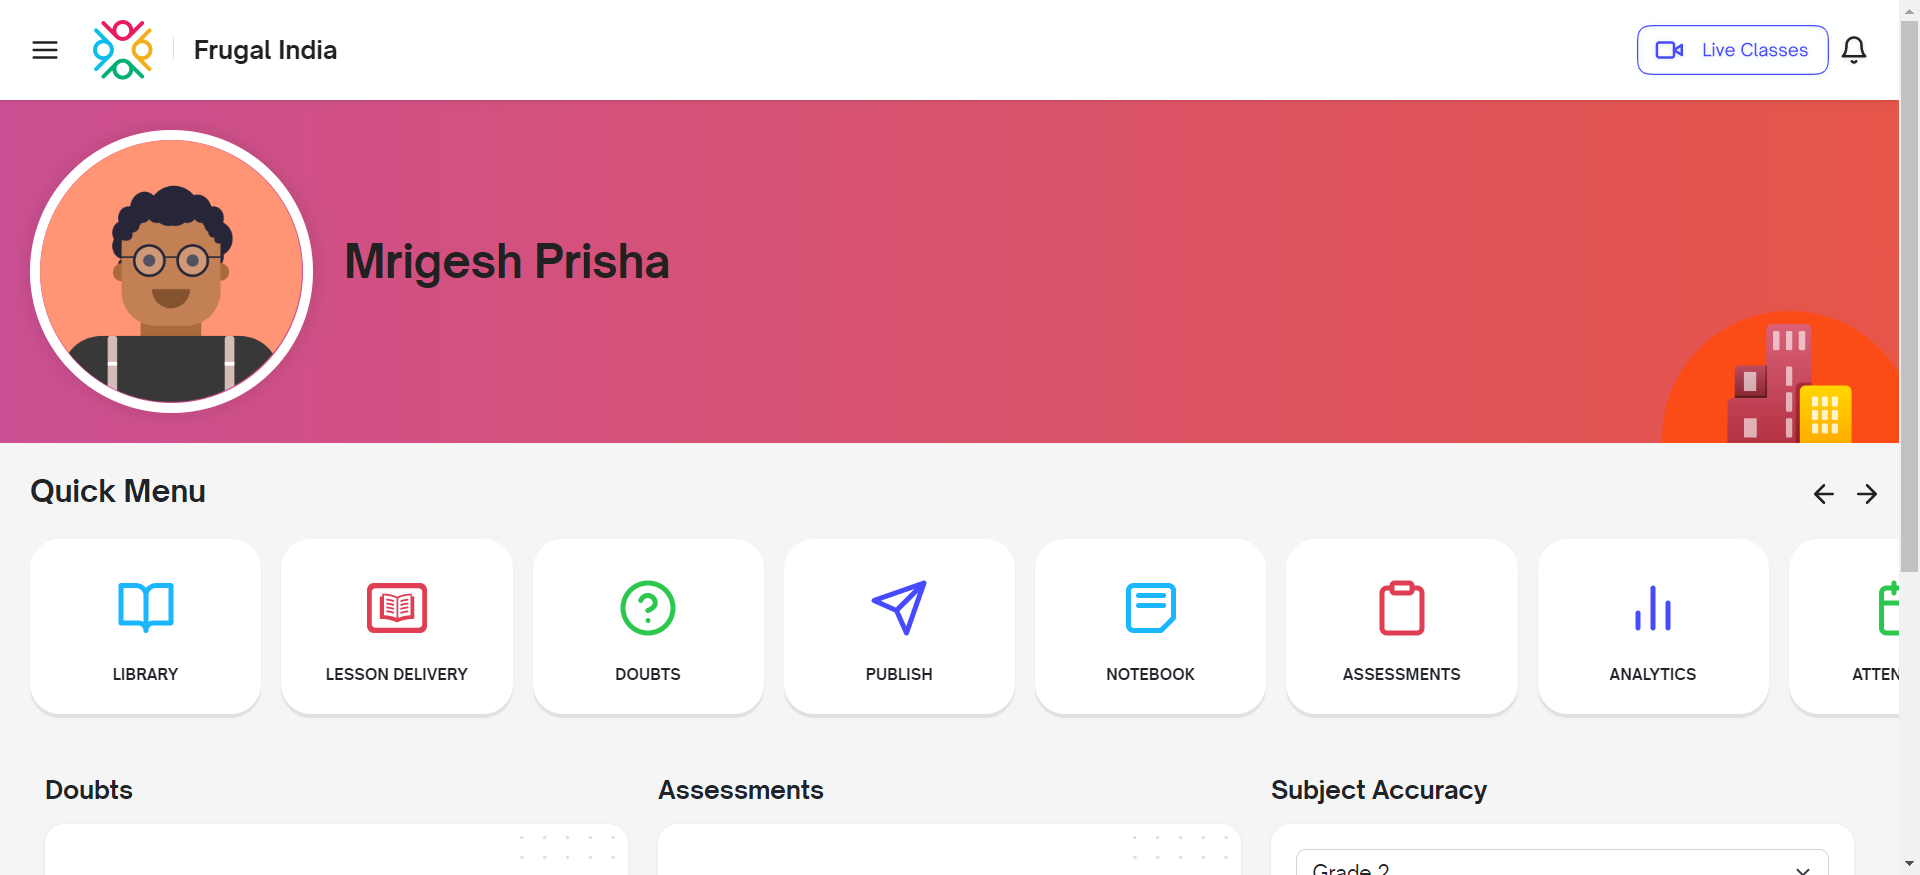 Frugal India
Live Classes
Mrigesh Prisha
Quick Menu
LIBRARY
LESSON DELIVERY
DOUBTS
PUBLISH
NOTEBOOK
ASSESSMENTS
ANALYTICS
ATTEN
Doubts
Assessments
Subject Accuracy
Grade 2